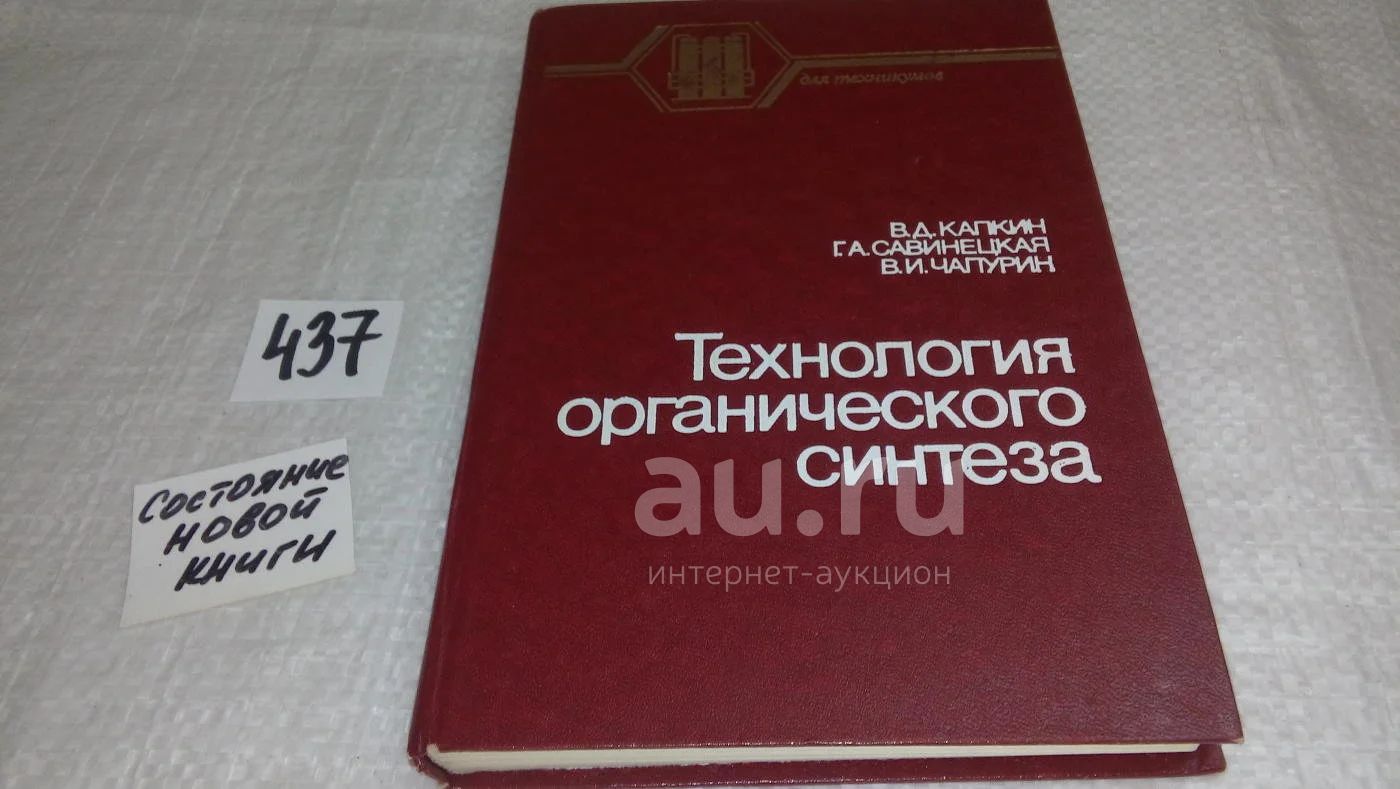 для техникумов
В.Д. КАПКИН
Г.А. САВИНЕЦКАЯ
В.И. ЧАПУРИН
Технология
органического
синтеза
437
состояние
новой
книги
au.ru
интернет-аукцион